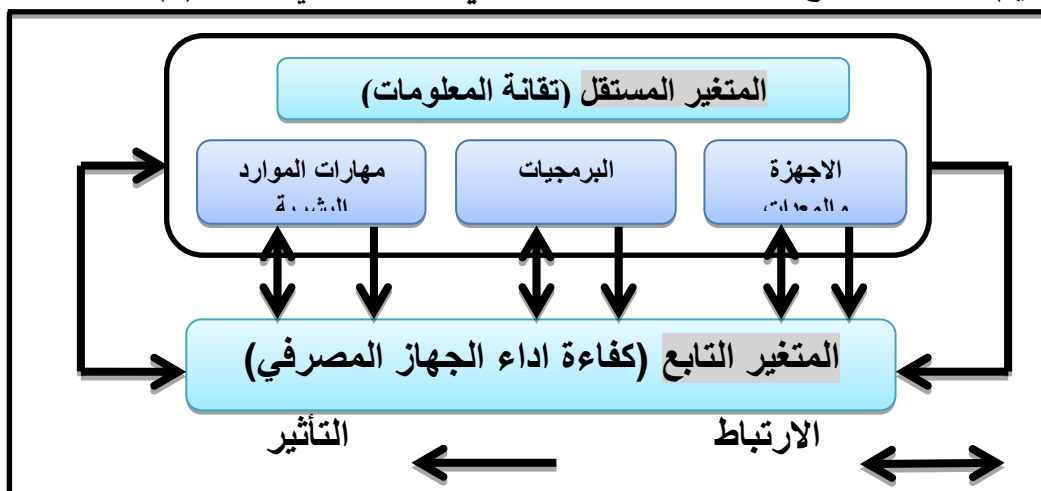 المتغير المستقل (تقانة المعلومات)
الاجهزة
البرمجيات
مهارات الموارد
المتغير التابع (كفاءة اداء الجهاز المصرفي)
الارتباط
التأثير